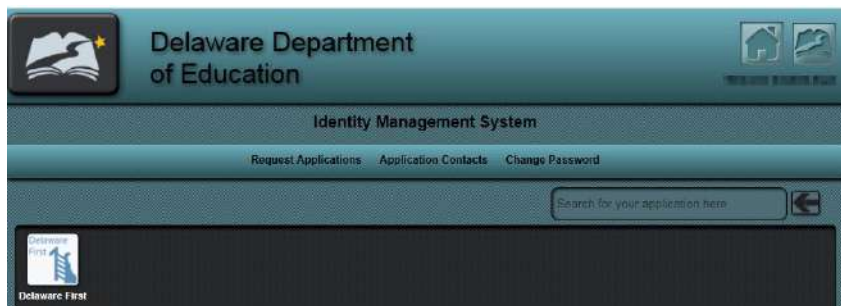 Delaware Department
of Education
Identity Management System
Request Applications Application Contacts Change Password
Search for your application here
Delaware
First
Delaware First